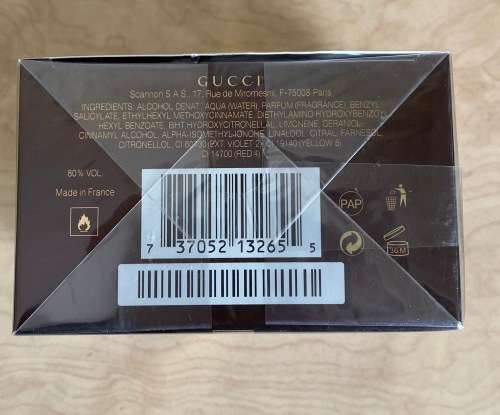 GUCCI
Scannon S.A.S., 17, Rue de Miromesnil, F-75008 Paris
INGREDIENTS: ALCOHOL DENAT., AQUA (WATER), PARFUM (FRAGRANCE), BENZYL
SALICYLATE, ETHYLHEXYL METHOXYCINNAMATE, DIETHYLAMINO HYDROXYBENZOYL
HEXYL BENZOATE, BHT, HYDROXYCITRONELLAL, LIMONENE, GERANIOL,
CINNAMYL ALCOHOL, ALPHA-ISOMETHYL IONONE, LINALOOL, CITRAL, FARNESOL,
CITRONELLOL, CI 60730 (EXT. VIOLET 2), CI 19140 (YELLOW 5),
CI 14700 (RED 4)
80% VOL
Made in France
PAP
36 M
7 37052 13265 5